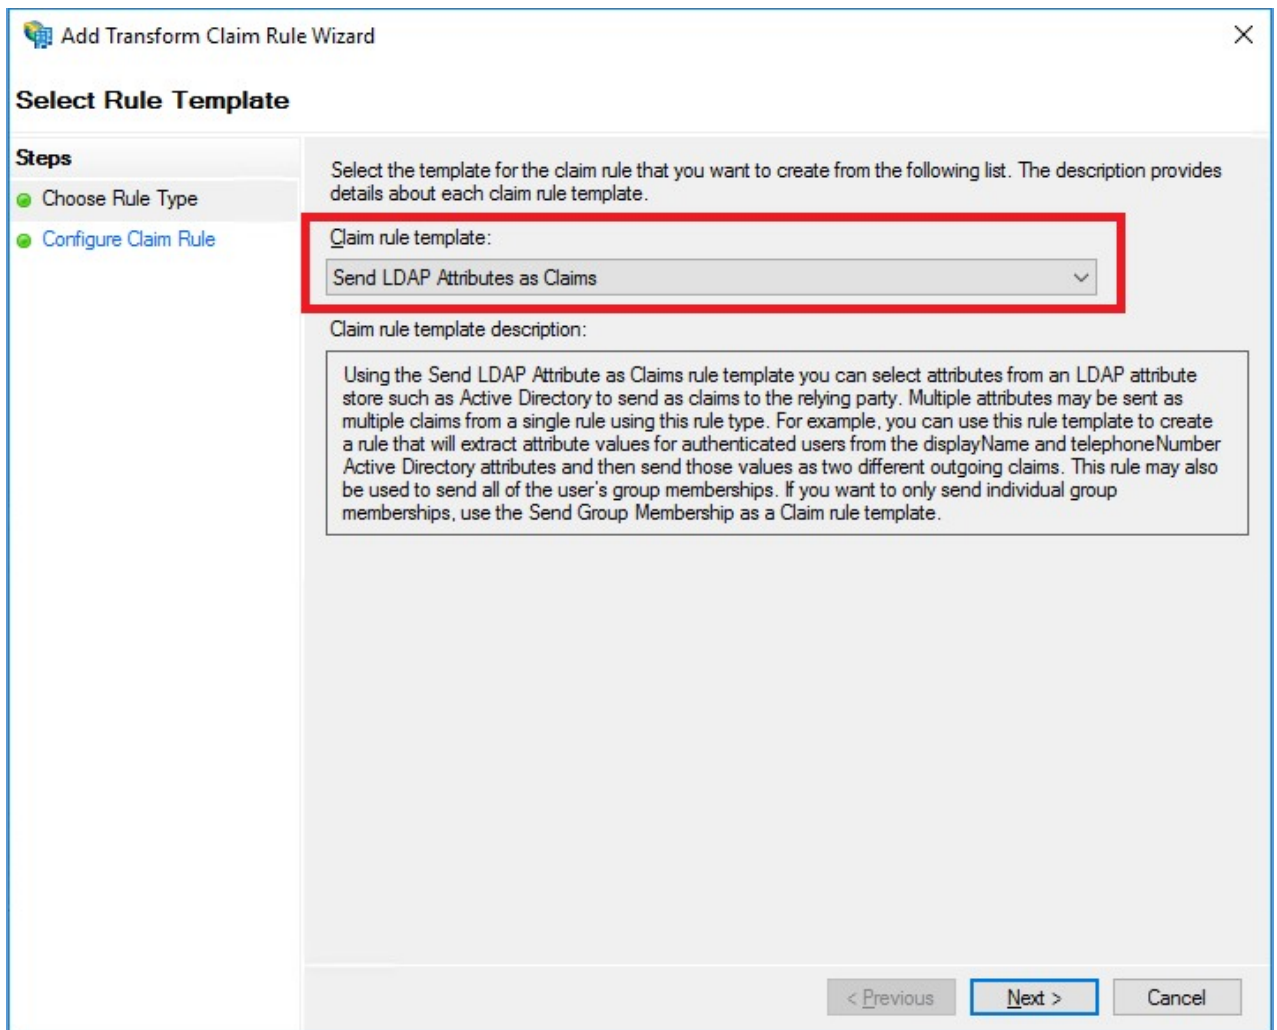 Add Transform Claim Rule Wizard
Select Rule Template
Steps
Choose Rule Type
Configure Claim Rule
Select the template for the claim rule that you want to create from the following list. The description provides
details about each claim rule template.
Claim rule template:
Send LDAP Attributes as Claims
Claim rule template description:
Using the Send LDAP Attribute as Claims rule template you can select attributes from an LDAP attribute
store such as Active Directory to send as claims to the relying party. Multiple attributes may be sent as
multiple claims from a single rule using this rule type. For example, you can use this rule template to create
a rule that will extract attribute values for authenticated users from the displayName and telephoneNumber
Active Directory attributes and then send those values as two different outgoing claims. This rule may also
be used to send all of the user's group memberships. If you want to only send individual group
memberships, use the Send Group Membership as a Claim rule template.
< Previous
Next >
Cancel